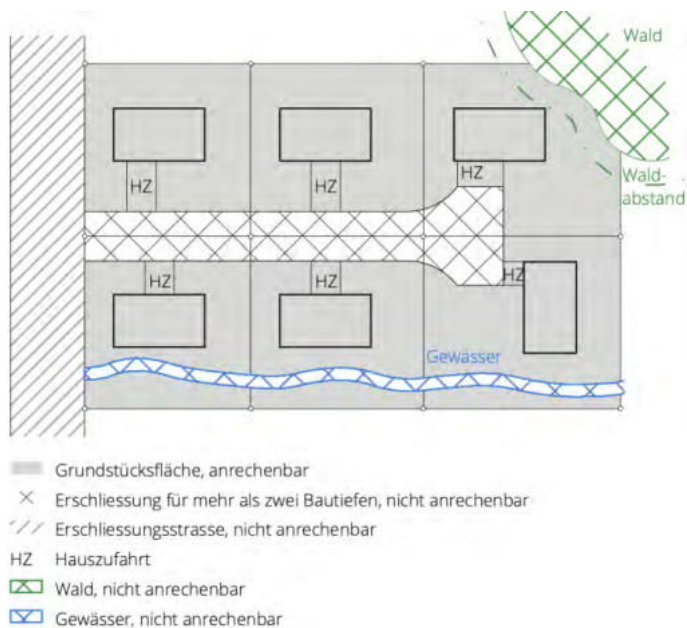 Wald
Wald-
abstand
HZ
HZ
HZ
HZ
HZ
HZ
Gewässer
Grundstücksfläche, anrechenbar
Erschliessung für mehr als zwei Bautiefen, nicht anrechenbar
Erschliessungsstrasse, nicht anrechenbar
HZ Hauszufahrt
Wald, nicht anrechenbar
Gewässer, nicht anrechenbar